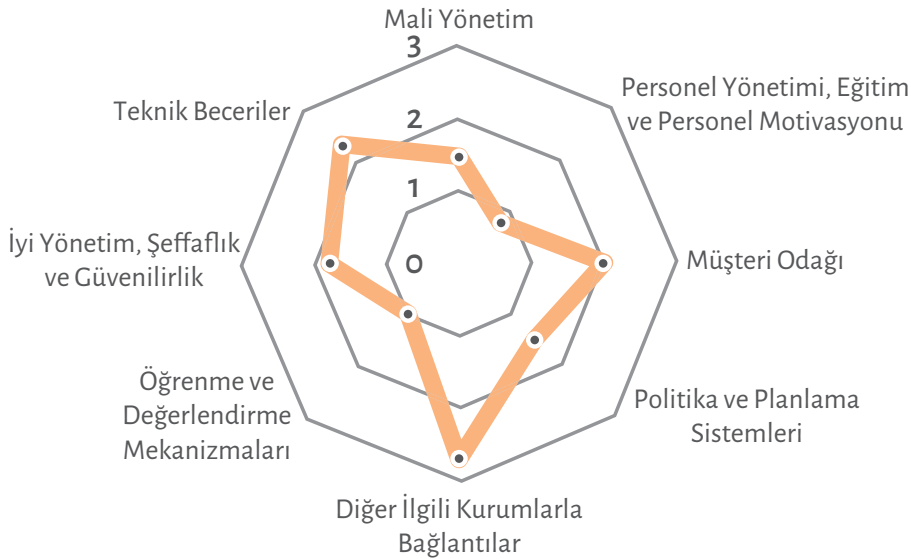 Mali Yönetim
3
Personel Yönetimi, Eğitim
ve Personel Motivasyonu
Teknik Beceriler
2
1
İyi Yönetim, Şeffaflık
ve Güvenilirlik
0
Müşteri Odağı
Öğrenme ve
Değerlendirme
Mekanizmaları
Politika ve Planlama
Sistemleri
Diğer İlgili Kurumlarla
Bağlantılar